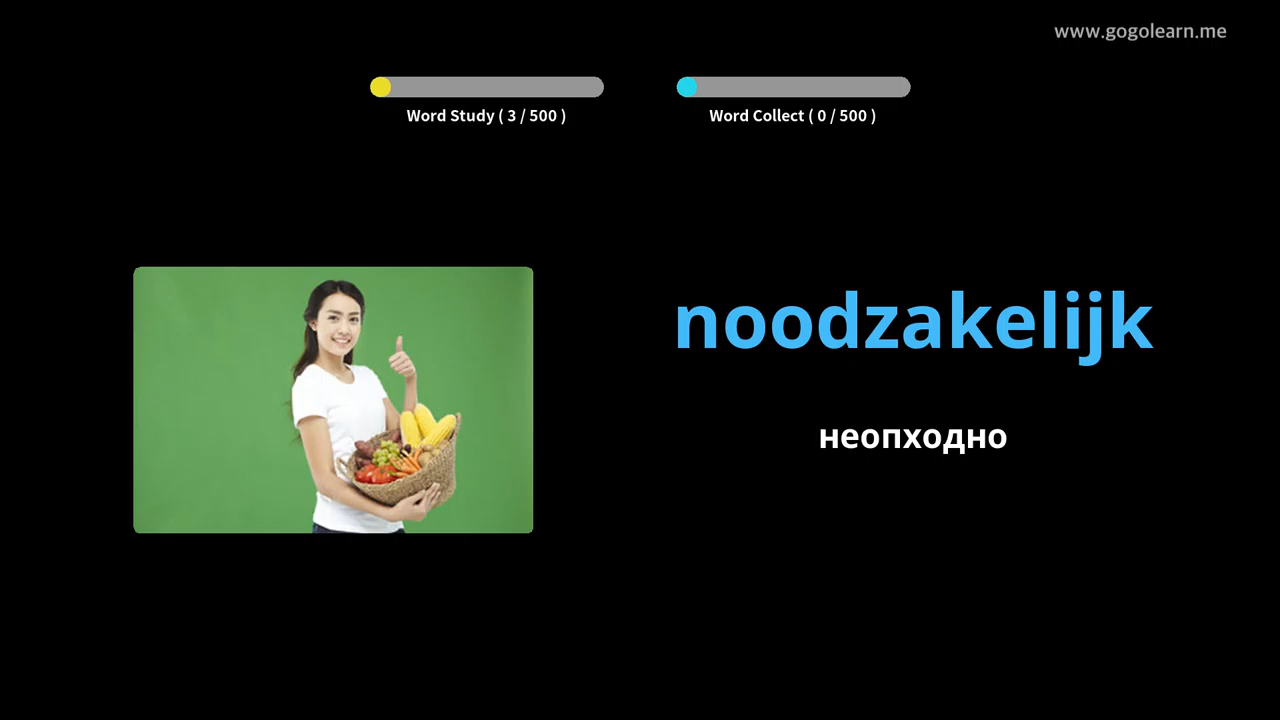 www.gogolearn.me
Word Study ( 3 / 500 )
Word Collect ( 0 / 500 )
noodzakelijk
неопходно